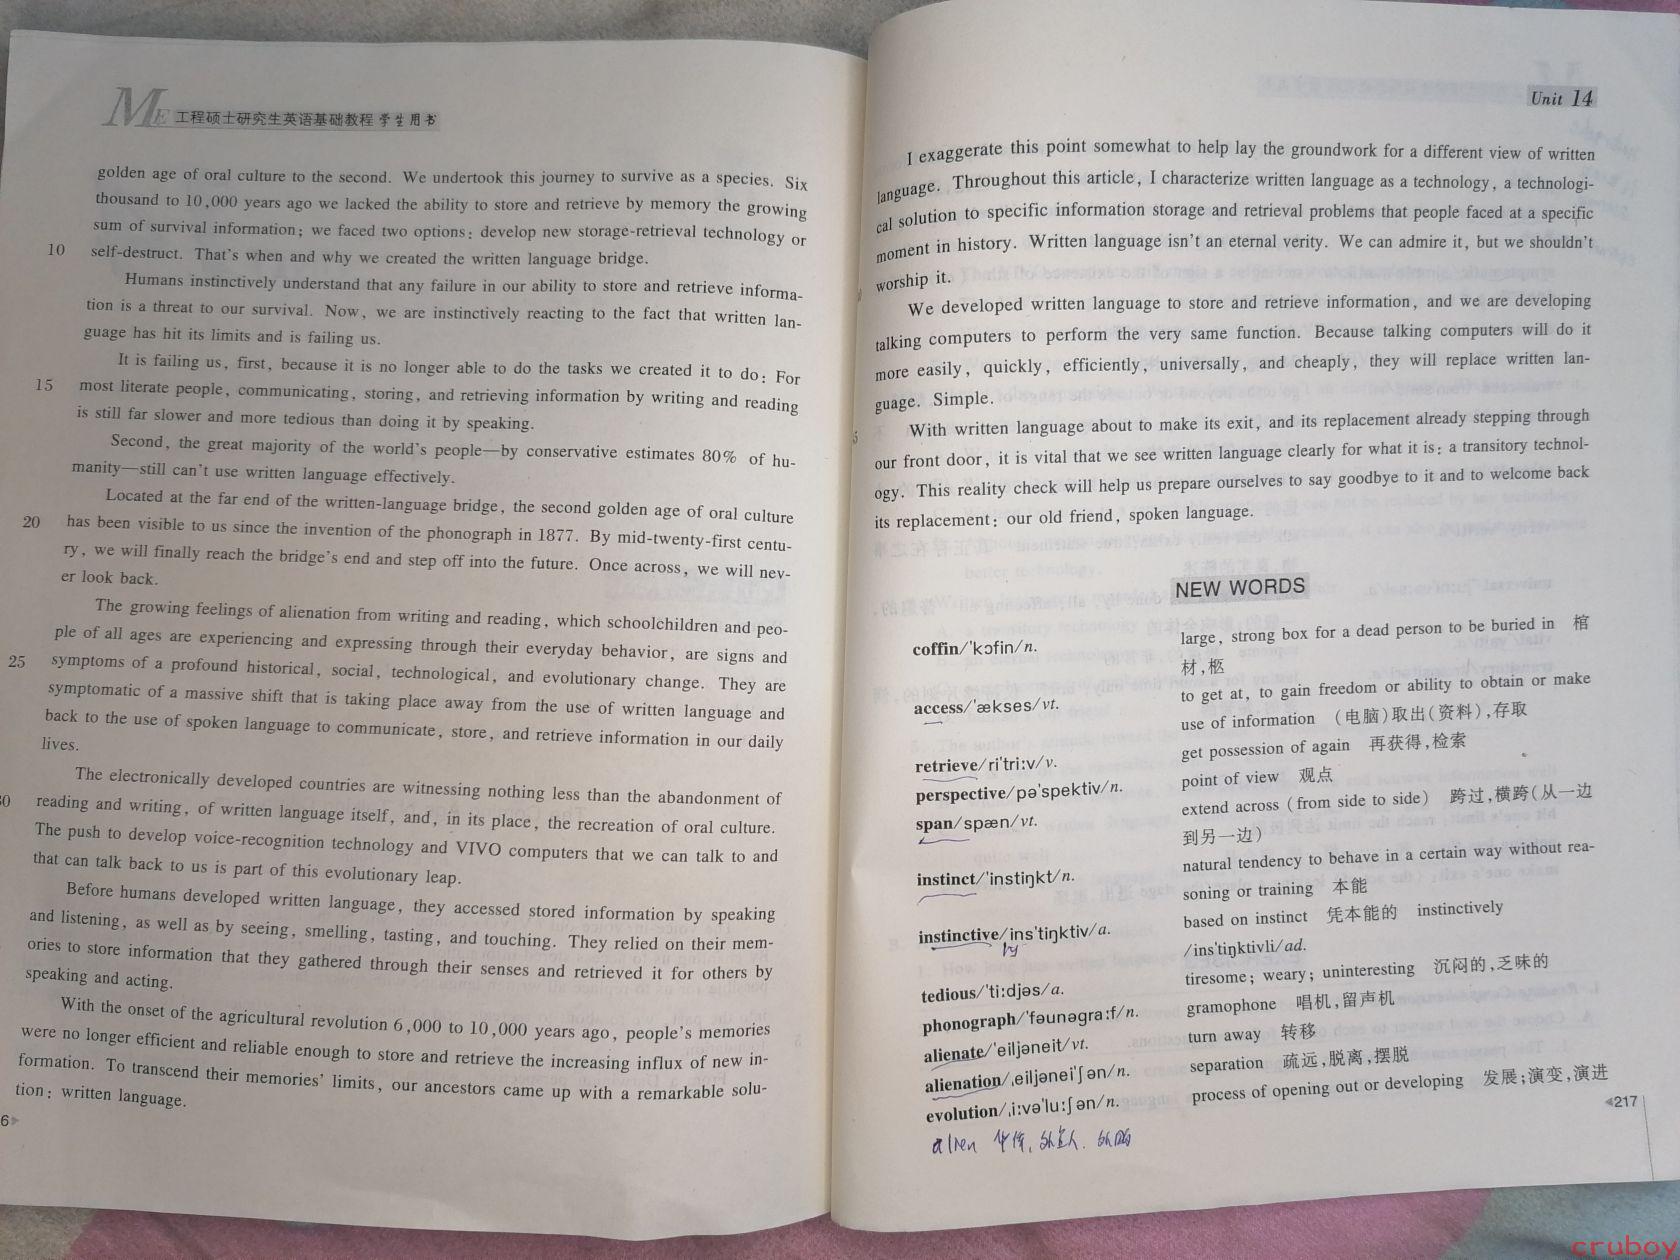 ME 工程硕士研究生英语基础教程 学生用书
golden age of oral culture to the second. We undertook this journey to survive as a species. Six
thousand to 10,000 years ago we lacked the ability to store and retrieve by memory the growing
sum of survival information; we faced two options: develop new storage-retrieval technology or
10 self-destruct. That's when and why we created the written language bridge.
Humans instinctively understand that any failure in our ability to store and retrieve informa-
tion is a threat to our survival. Now, we are instinctively reacting to the fact that written lan-
guage has hit its limits and is failing us.
It is failing us, first, because it is no longer able to do the tasks we created it to do: For
15 most literate people, communicating, storing, and retrieving information by writing and reading
is still far slower and more tedious than doing it by speaking.
Second, the great majority of the world's people—by conservative estimates 80% of hu-
manity—still can't use written language effectively.
Located at the far end of the written-language bridge, the second golden age of oral culture
20 has been visible to us since the invention of the phonograph in 1877. By mid-twenty-first centu-
ry, we will finally reach the bridge's end and step off into the future. Once across, we will nev-
er look back.
The growing feelings of alienation from writing and reading, which schoolchildren and peo-
ple of all ages are experiencing and expressing through their everyday behavior, are signs and
25 symptoms of a profound historical, social, technological, and evolutionary change. They are
symptomatic of a massive shift that is taking place away from the use of written language and
back to the use of spoken language to communicate, store, and retrieve information in our daily
lives.
The electronically developed countries are witnessing nothing less than the abandonment of
0 reading and writing, of written language itself, and, in its place, the recreation of oral culture.
The push to develop voice-recognition technology and VIVO computers that we can talk to and
that can talk back to us is part of this evolutionary leap.
Before humans developed written language, they accessed stored information by speaking
and listening, as well as by seeing, smelling, tasting, and touching. They relied on their mem-
ories to store information that they gathered through their senses and retrieved it for others by
speaking and acting.
With the onset of the agricultural revolution 6,000 to 10,000 years ago, people's memories
were no longer efficient and reliable enough to store and retrieve the increasing influx of new in-
formation. To transcend their memories' limits, our ancestors came up with a remarkable solu-
tion: written language.
6
Unit 14
I exaggerate this point somewhat to help lay the groundwork for a different view of written
language. Throughout this article, I characterize written language as a technology, a technologi-
cal solution to specific information storage and retrieval problems that people faced at a specific
moment in history. Written language isn't an eternal verity. We can admire it, but we shouldn't
worship it.
We developed written language to store and retrieve information, and we are developing
talking computers to perform the very same function. Because talking computers will do it
more easily, quickly, efficiently, universally, and cheaply, they will replace written lan-
guage. Simple.
5 With written language about to make its exit, and its replacement already stepping through
our front door, it is vital that we see written language clearly for what it is: a transitory technol-
ogy. This reality check will help us prepare ourselves to say goodbye to it and to welcome back
its replacement: our old friend, spoken language.
NEW WORDS
coffin/ˈkɔfin/n. large, strong box for a dead person to be buried in 棺
材,柩
access/ˈækses/vt. to get at, to gain freedom or ability to obtain or make
use of information (电脑)取出(资料),存取
retrieve/riˈtriːv/v. get possession of again 再获得,检索
perspective/pəˈspektiv/n. point of view 观点
span/spæn/vt. extend across (from side to side) 跨过,横跨(从一边
到另一边)
instinct/ˈinstiŋkt/n. natural tendency to behave in a certain way without rea-
soning or training 本能
instinctive/insˈtiŋktiv/a. based on instinct 凭本能的 instinctively
/insˈtiŋktivli/ad.
ly
tedious/ˈtiːdjəs/a. tiresome; weary; uninteresting 沉闷的,乏味的
phonograph/ˈfəunəgraːf/n. gramophone 唱机,留声机
alienate/ˈeiljəneit/vt. turn away 转移
alienation/ˌeiljəneiˈʃən/n. separation 疏远,脱离,摆脱
evolution/ˌiːvəˈluːʃən/n. process of opening out or developing 发展;演变,演进
alien 外星人
217
cruboy